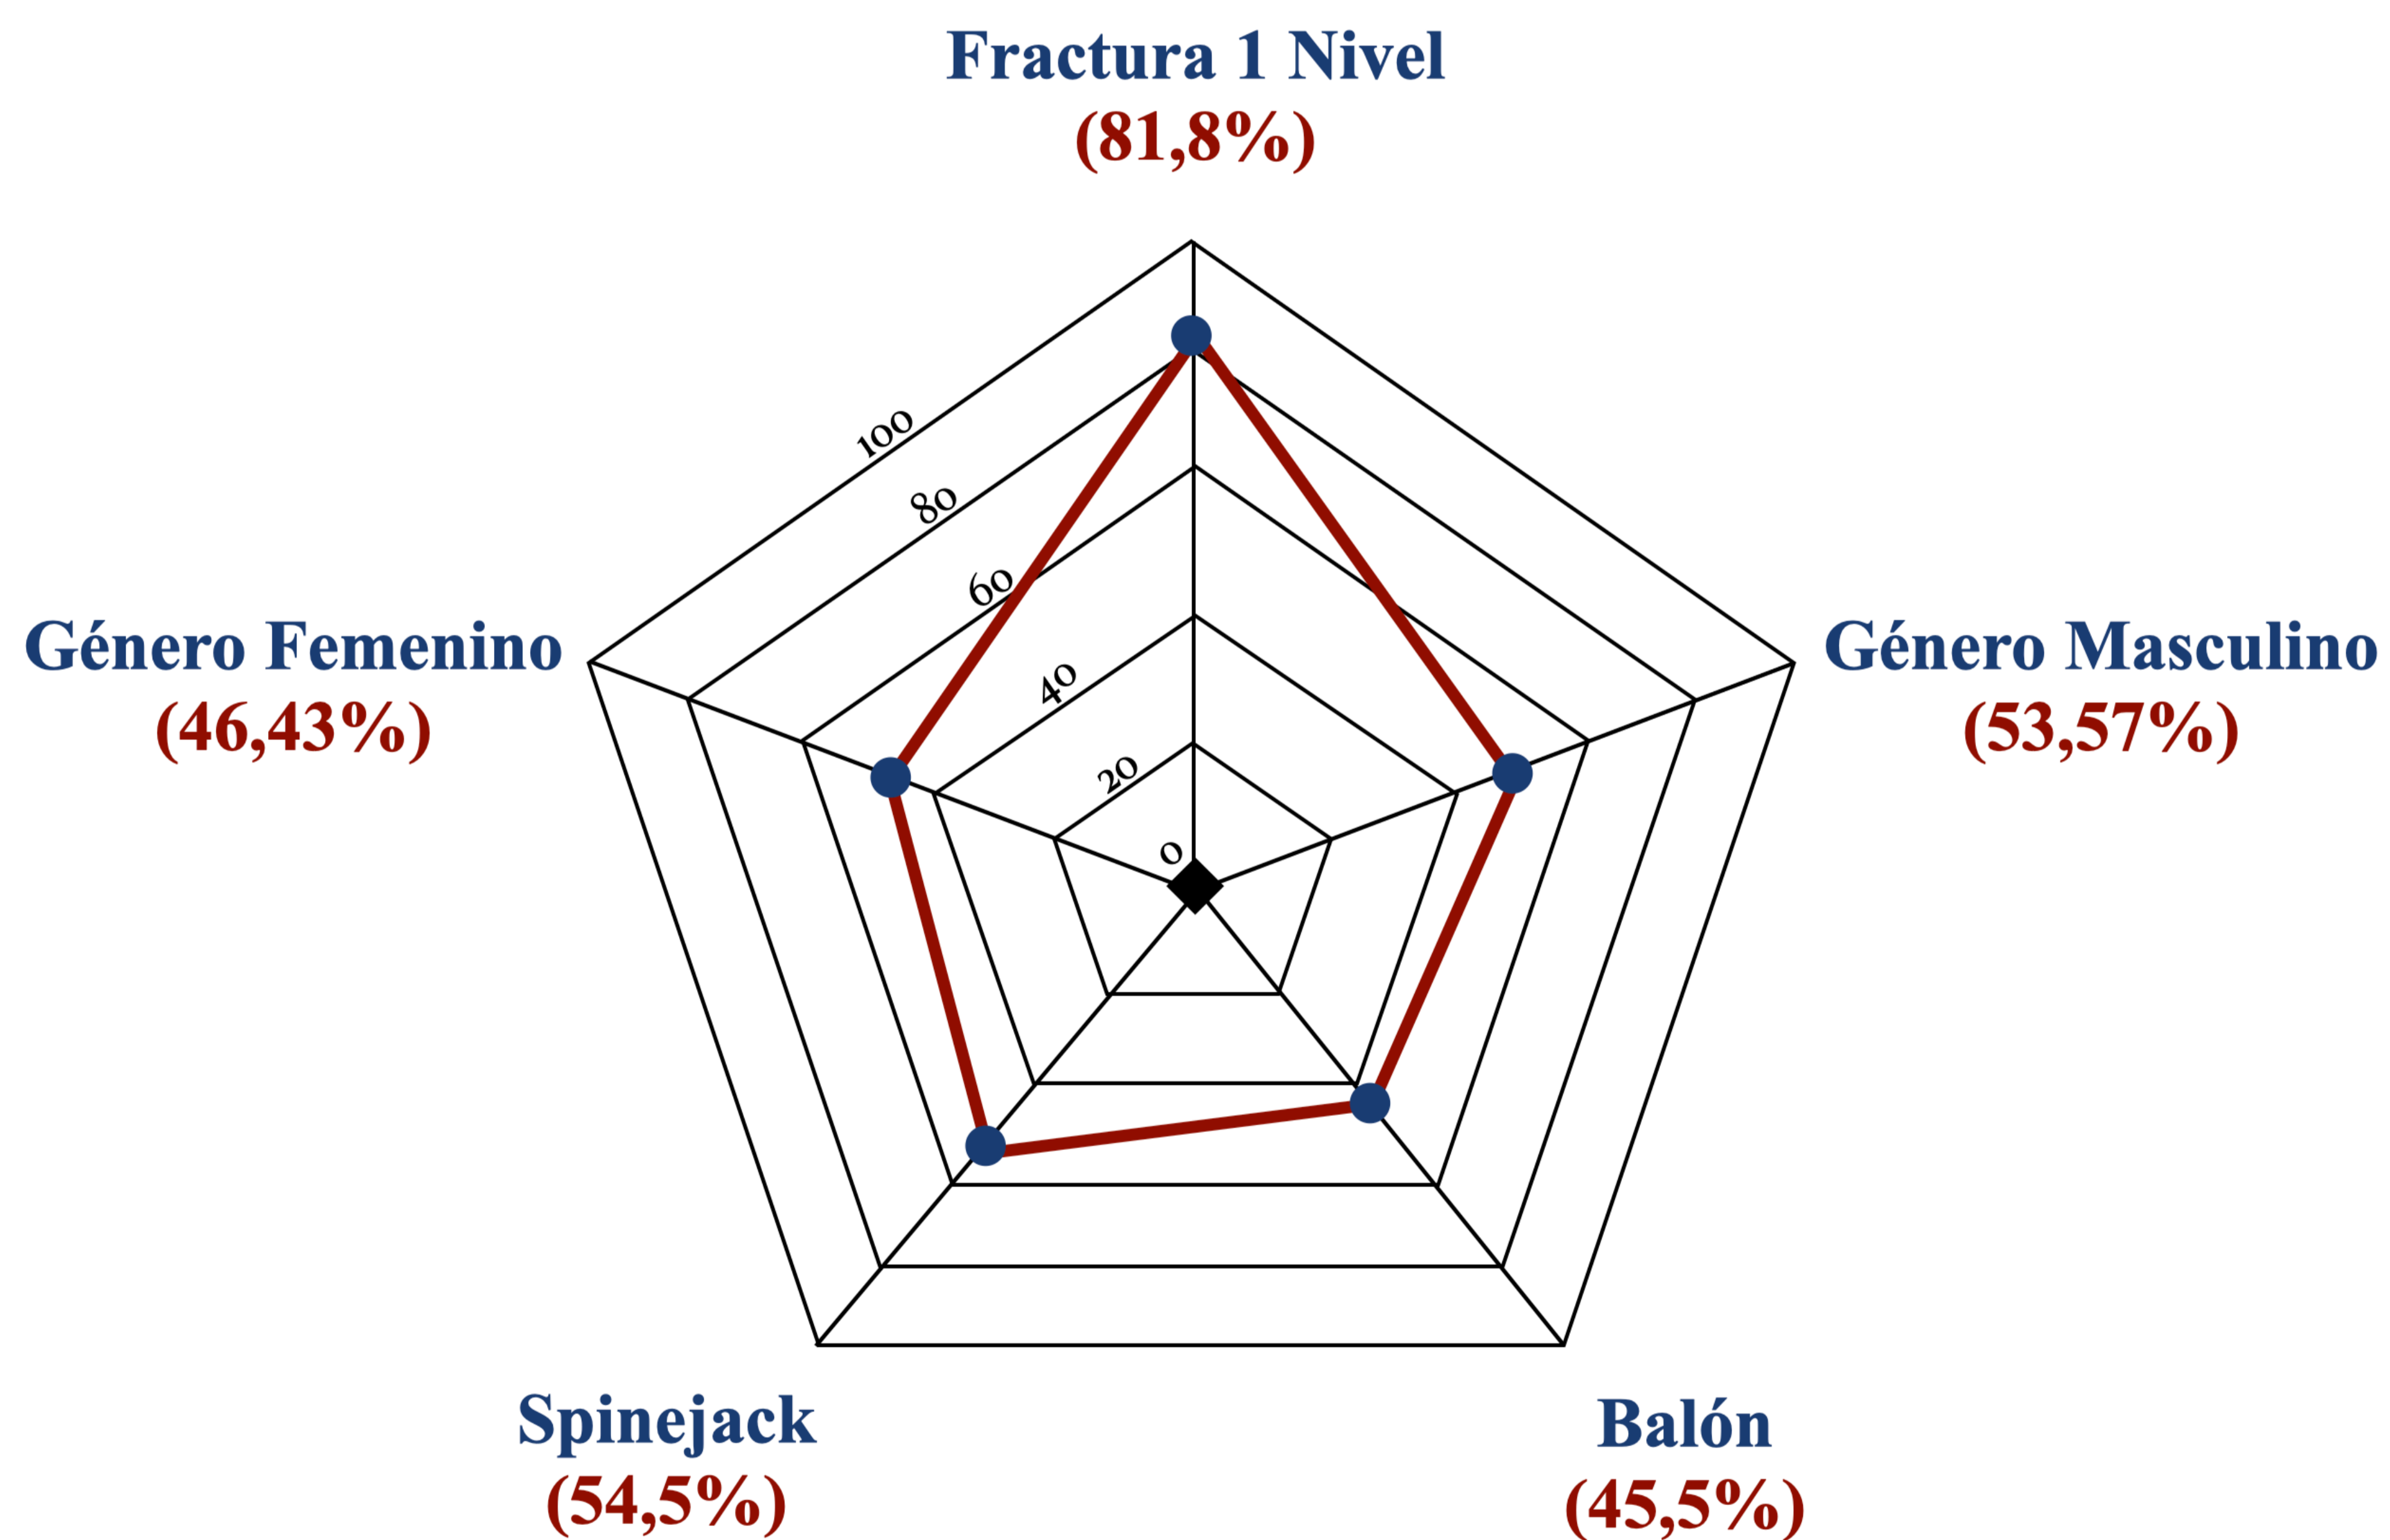 Fractura 1 Nivel
(81,8%)
100
80
60
40
20
0
Género Femenino
(46,43%)
Género Masculino
(53,57%)
Spinejack
(54,5%)
Balón
(45,5%)